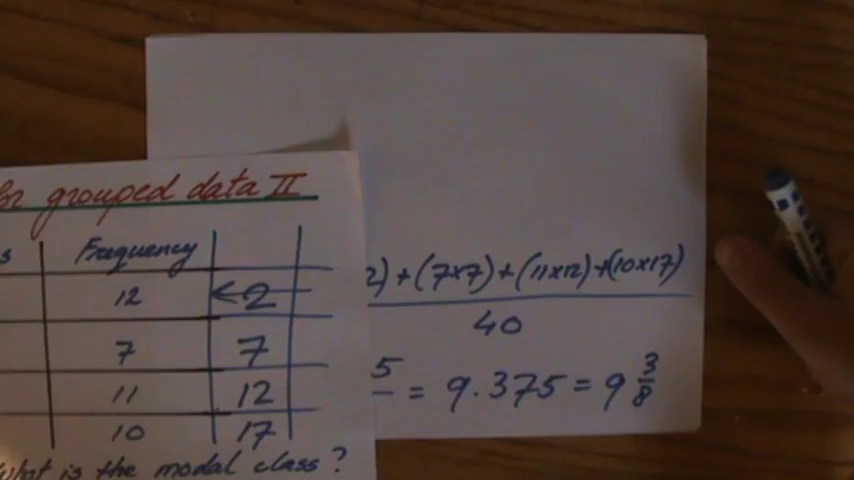 for grouped data II
s Frequency
12 ← 2
7 7
11 12
10 17
What is the modal class?
2)+(7×7)+(11×12)+(10×17)
40
5 = 9.375 = 9 3/8